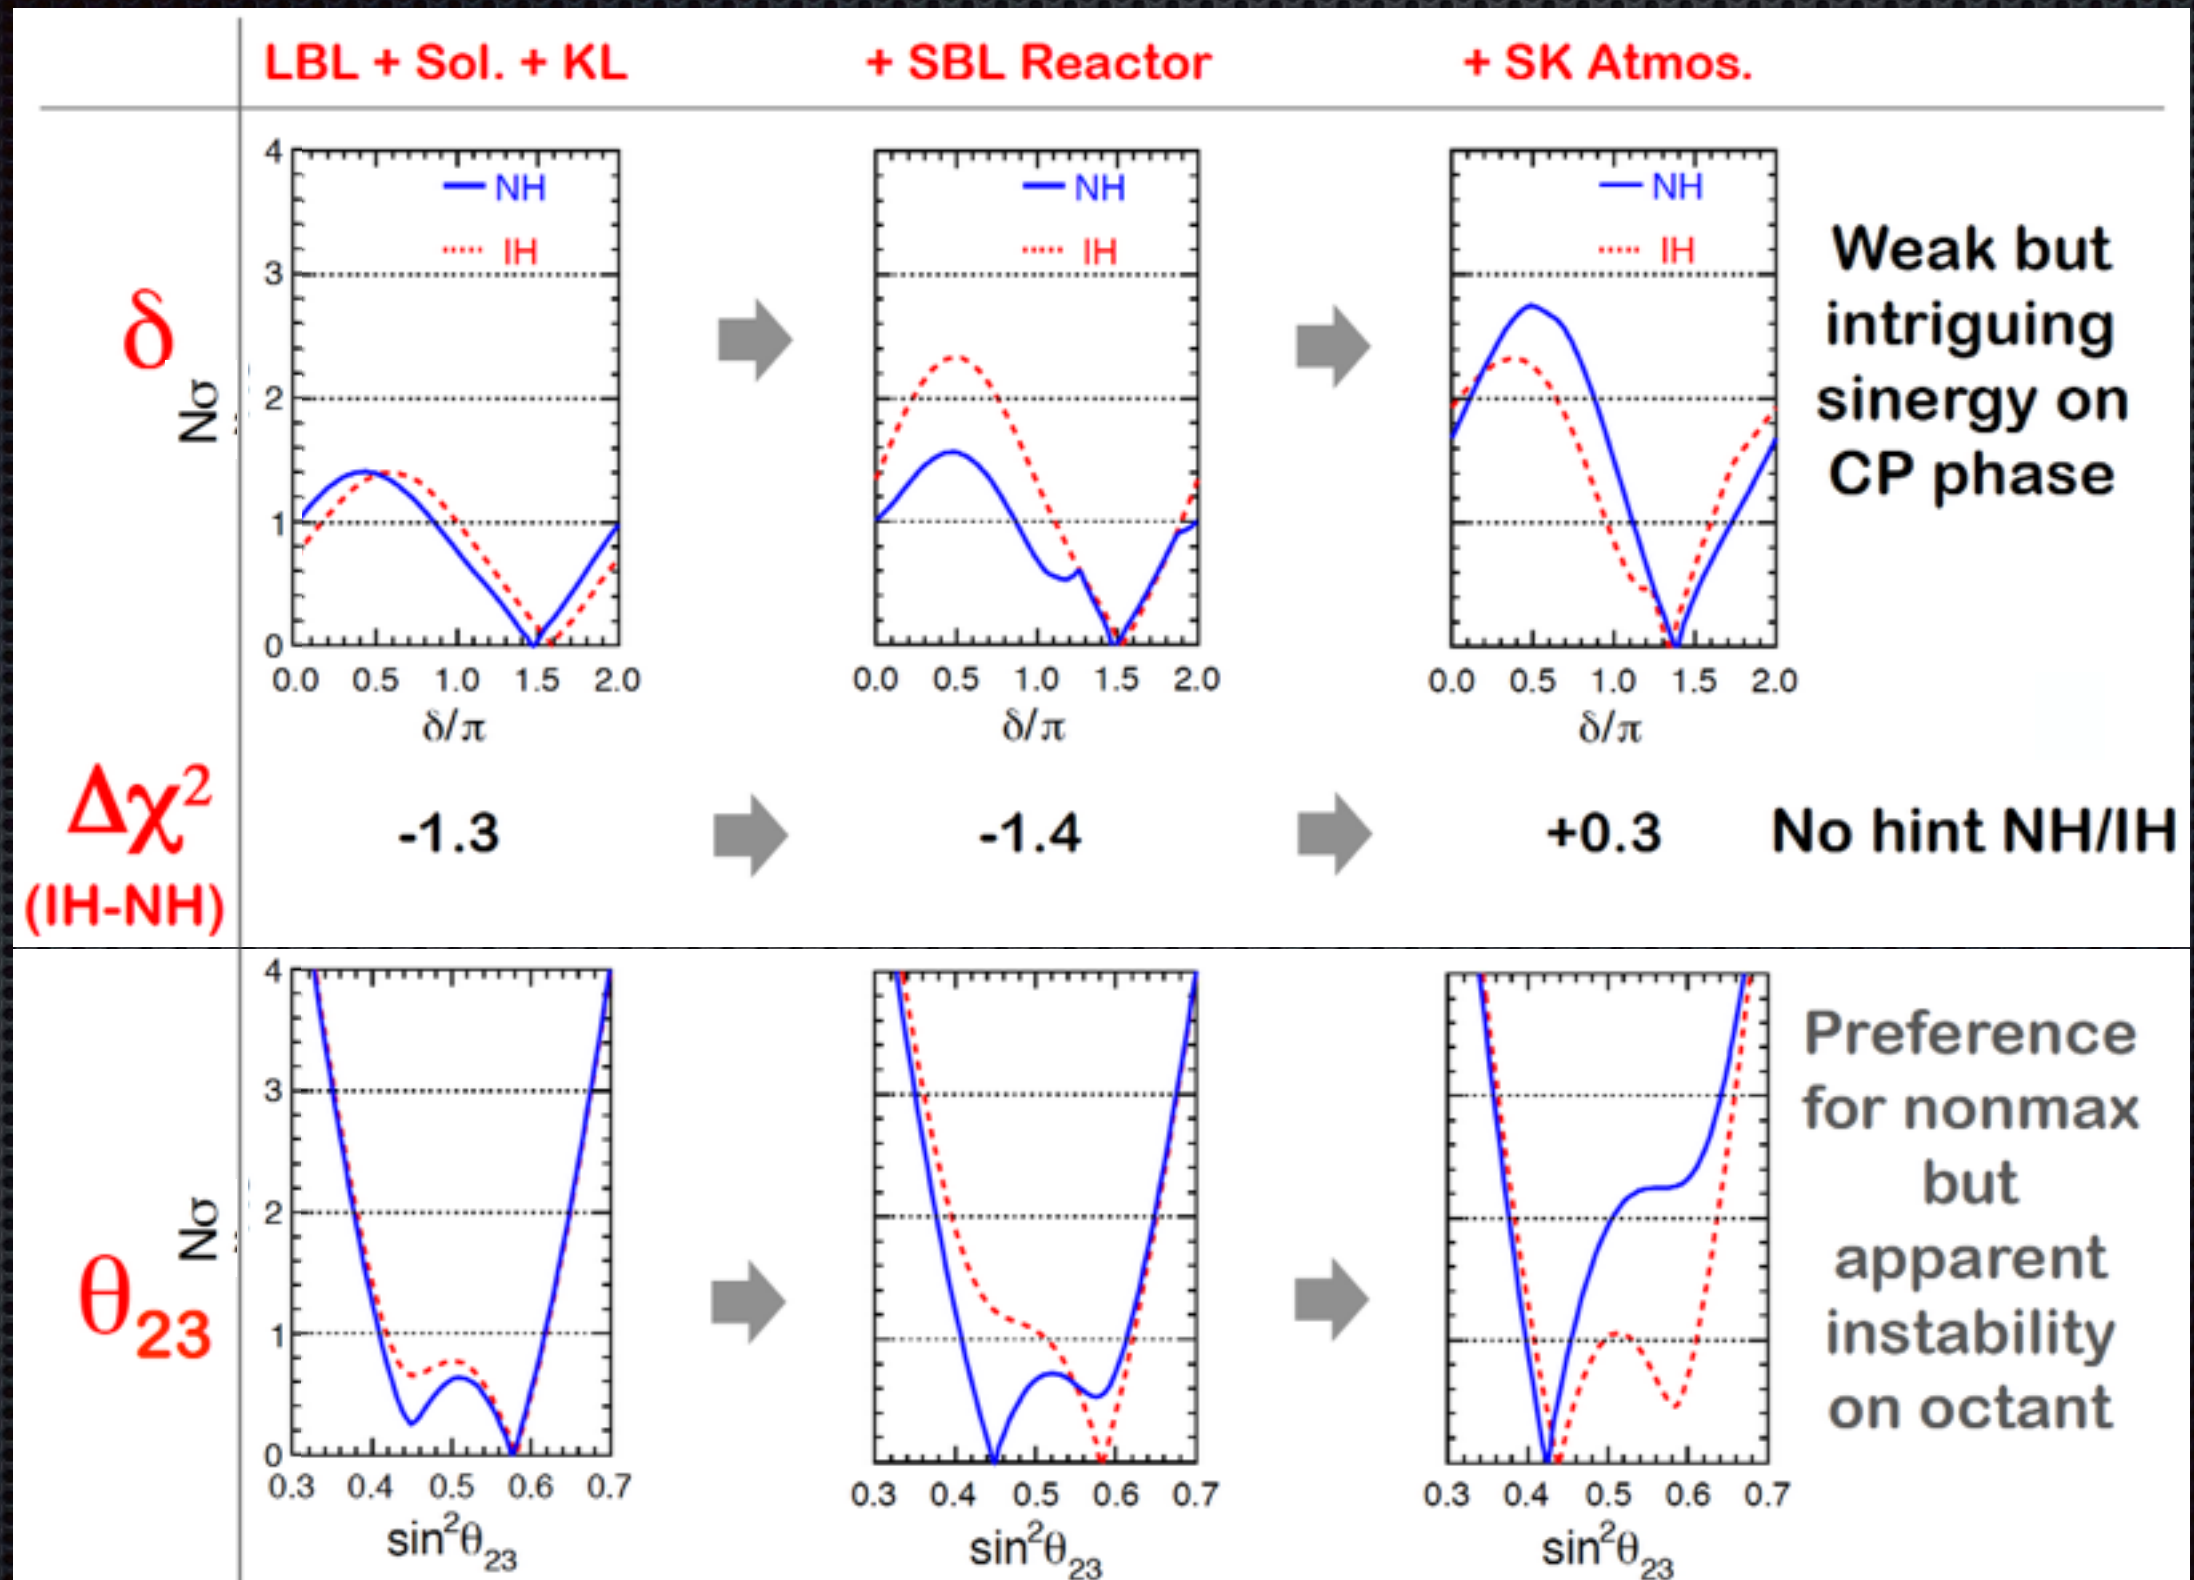 LBL + Sol. + KL
+ SBL Reactor
+ SK Atmos.
δ
Nσ
4
3
2
1
0
NH
IH
0.0 0.5 1.0 1.5 2.0
δ/π
NH
IH
0.0 0.5 1.0 1.5 2.0
δ/π
NH
IH
0.0 0.5 1.0 1.5 2.0
δ/π
Weak but
intriguing
sinergy on
CP phase
Δχ²
(IH-NH)
-1.3
-1.4
+0.3
No hint NH/IH
θ₂₃
Nσ
4
3
2
1
0
0.3 0.4 0.5 0.6 0.7
sin²θ₂₃
0.3 0.4 0.5 0.6 0.7
sin²θ₂₃
0.3 0.4 0.5 0.6 0.7
sin²θ₂₃
Preference
for nonmax
but
apparent
instability
on octant